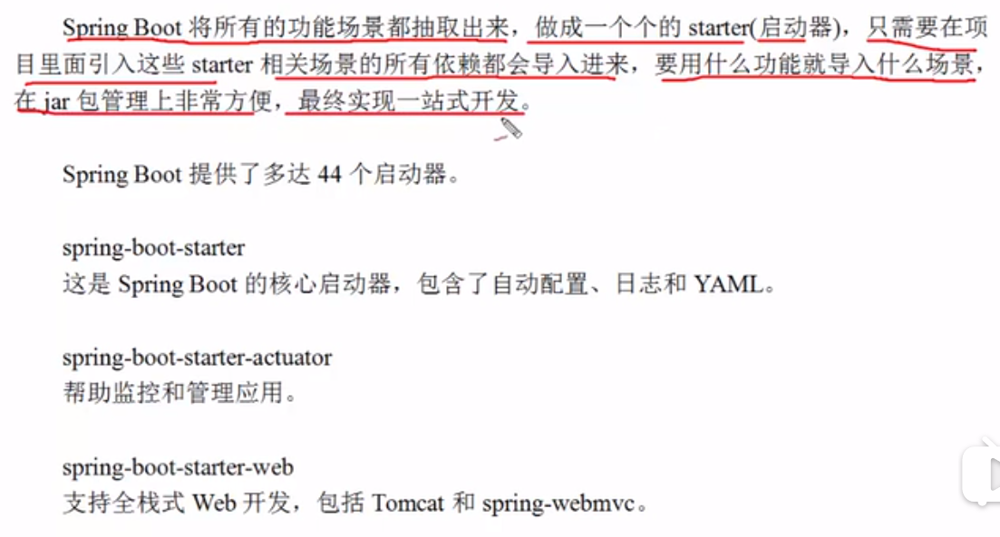 Spring Boot 将所有的功能场景都抽取出来，做成一个个的 starter(启动器)，只需要在项
目里面引入这些 starter 相关场景的所有依赖都会导入进来，要用什么功能就导入什么场景，
在 jar 包管理上非常方便，最终实现一站式开发。
Spring Boot 提供了多达 44 个启动器。
spring-boot-starter
这是 Spring Boot 的核心启动器，包含了自动配置、日志和 YAML。
spring-boot-starter-actuator
帮助监控和管理应用。
spring-boot-starter-web
支持全栈式 Web 开发，包括 Tomcat 和 spring-webmvc。